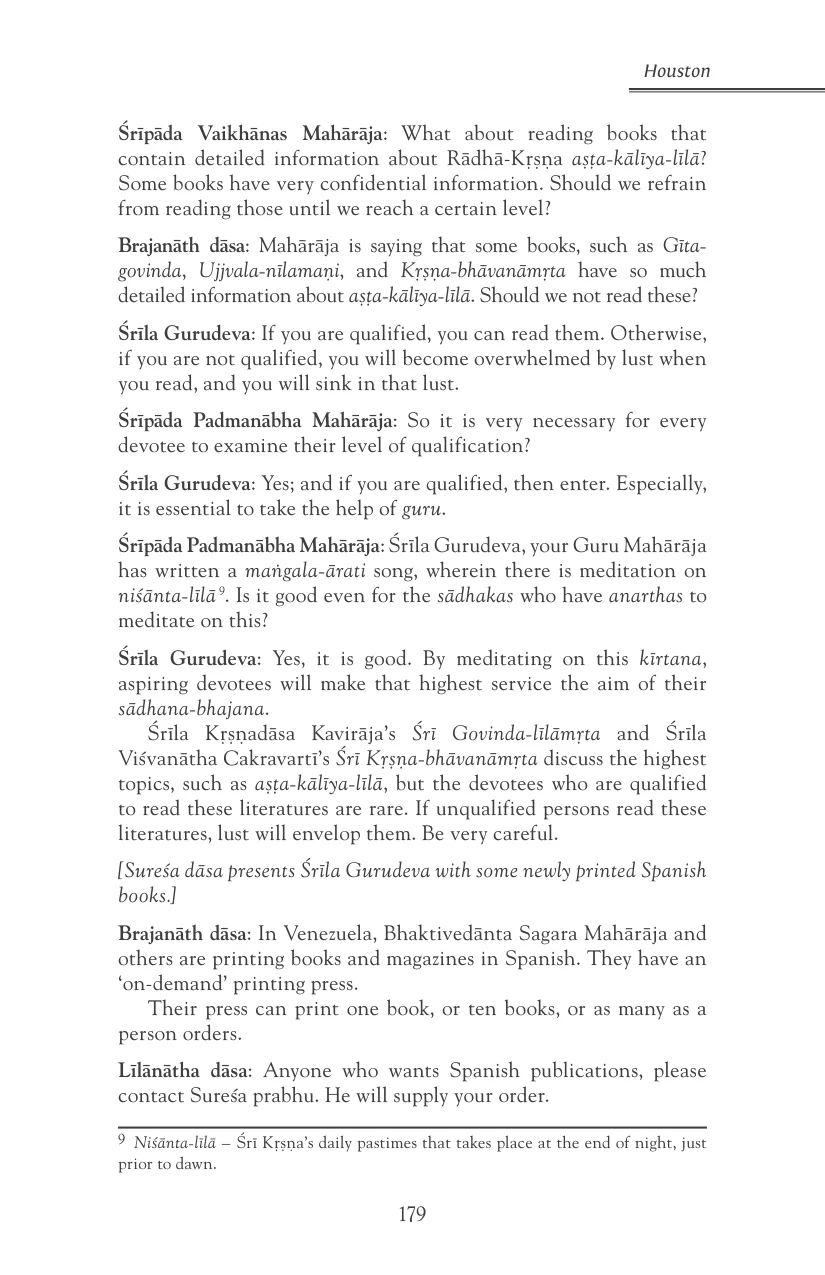 Houston
Śrīpāda Vaikhānas Mahārāja: What about reading books that
contain detailed information about Rādhā-Kṛṣṇa aṣṭa-kālīya-līlā?
Some books have very confidential information. Should we refrain
from reading those until we reach a certain level?
Brajanāth dāsa: Mahārāja is saying that some books, such as Gīta-
govinda, Ujjvala-nīlamaṇi, and Kṛṣṇa-bhāvanāmṛta have so much
detailed information about aṣṭa-kālīya-līlā. Should we not read these?
Śrīla Gurudeva: If you are qualified, you can read them. Otherwise,
if you are not qualified, you will become overwhelmed by lust when
you read, and you will sink in that lust.
Śrīpāda Padmanābha Mahārāja: So it is very necessary for every
devotee to examine their level of qualification?
Śrīla Gurudeva: Yes; and if you are qualified, then enter. Especially,
it is essential to take the help of guru.
Śrīpāda Padmanābha Mahārāja: Śrīla Gurudeva, your Guru Mahārāja
has written a maṅgala-ārati song, wherein there is meditation on
niśānta-līlā⁹. Is it good even for the sādhakas who have anarthas to
meditate on this?
Śrīla Gurudeva: Yes, it is good. By meditating on this kīrtana,
aspiring devotees will make that highest service the aim of their
sādhana-bhajana.
Śrīla Kṛṣṇadāsa Kavirāja's Śrī Govinda-līlāmṛta and Śrīla
Viśvanātha Cakravartī's Śrī Kṛṣṇa-bhāvanāmṛta discuss the highest
topics, such as aṣṭa-kālīya-līlā, but the devotees who are qualified
to read these literatures are rare. If unqualified persons read these
literatures, lust will envelop them. Be very careful.
[Sureśa dāsa presents Śrīla Gurudeva with some newly printed Spanish
books.]
Brajanāth dāsa: In Venezuela, Bhaktivedānta Sagara Mahārāja and
others are printing books and magazines in Spanish. They have an
‘on-demand’ printing press.
Their press can print one book, or ten books, or as many as a
person orders.
Līlānātha dāsa: Anyone who wants Spanish publications, please
contact Sureśa prabhu. He will supply your order.
9 Niśānta-līlā – Śrī Kṛṣṇa's daily pastimes that takes place at the end of night, just
prior to dawn.
179